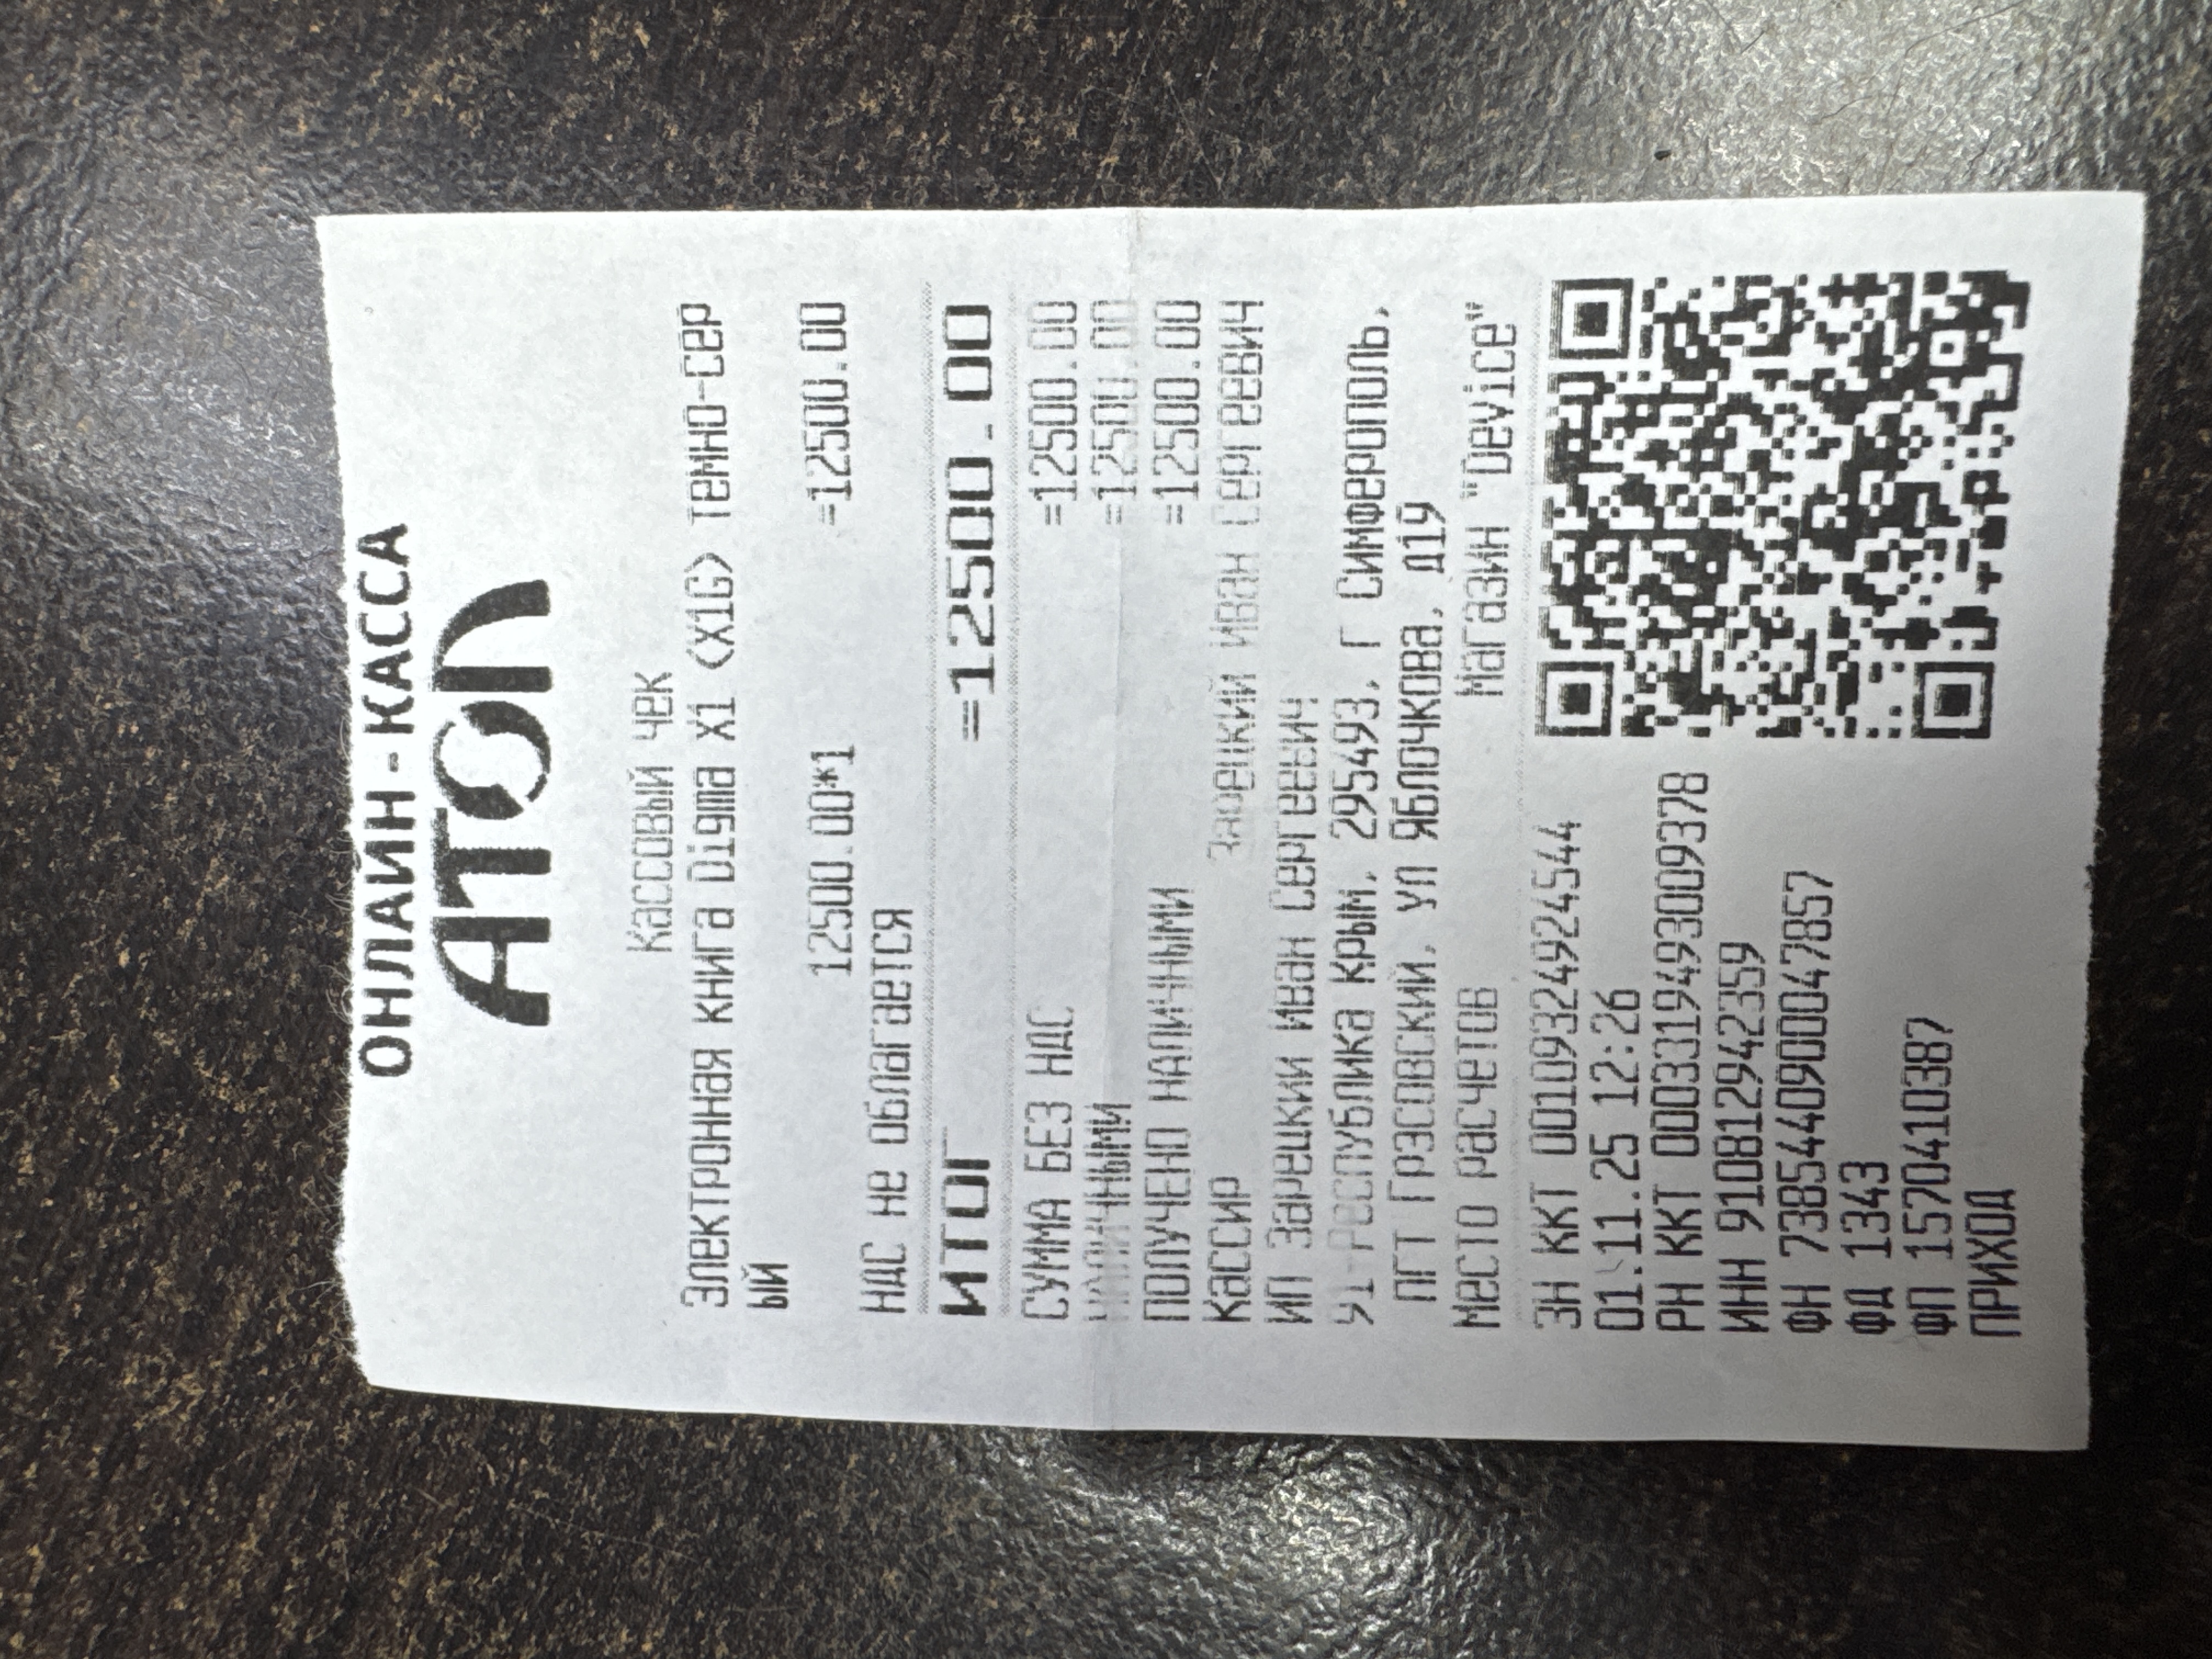 ОНЛАЙН-КАССА
АТОЛ
Кассовый чек
Электронная книга Digma X1 <X1G> темно-сер
ый
12500.00*1 =12500.00
НДС не облагается
ИТОГ =12500.00
СУММА БЕЗ НДС =12500.00
НАЛИЧНЫМИ =12500.00
ПОЛУЧЕНО НАЛИЧНЫМИ =12500.00
Кассир Зарецкий Иван Сергеевич
ИП Зарецкий Иван Сергеевич
91-Республика Крым, 295493, Г Симферополь,
ПГТ Грэсовский, ул Яблочкова, д19
Место расчетов Магазин "Device"
ЗН ККТ 00109324924544
01.11.25 12:26
РН ККТ 0003319493009378
ИНН 910812942359
ФН 7385440900047857
ФД 1343
ФП 1570410387
ПРИХОД